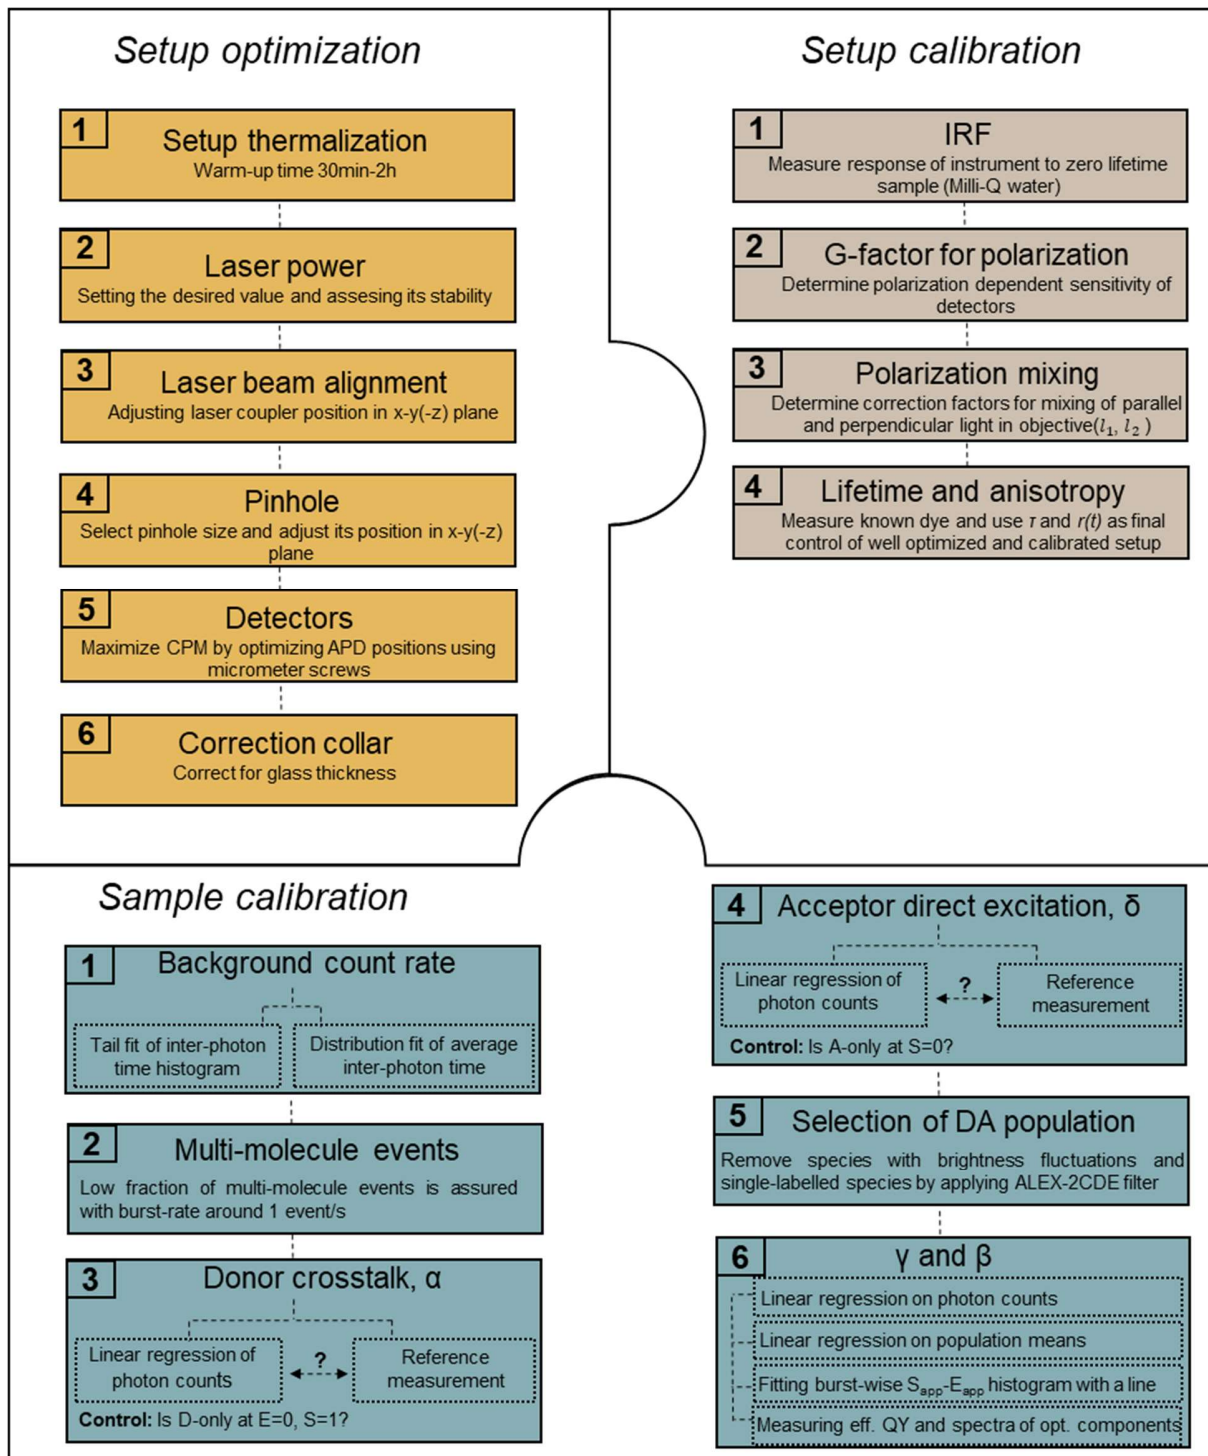 Setup optimization
1
Setup thermalization
Warm-up time 30min-2h
2
Laser power
Setting the desired value and assesing its stability
3
Laser beam alignment
Adjusting laser coupler position in x-y(-z) plane
4
Pinhole
Select pinhole size and adjust its position in x-y(-z)
plane
5
Detectors
Maximize CPM by optimizing APD positions using
micrometer screws
6
Correction collar
Correct for glass thickness
Setup calibration
1
IRF
Measure response of instrument to zero lifetime
sample (Milli-Q water)
2
G-factor for polarization
Determine polarization dependent sensitivity of
detectors
3
Polarization mixing
Determine correction factors for mixing of parallel
and perpendicular light in objective(l₁, l₂ )
4
Lifetime and anisotropy
Measure known dye and use τ and r(t) as final
control of well optimized and calibrated setup
Sample calibration
1
Background count rate
Tail fit of inter-photon
time histogram
Distribution fit of average
inter-photon time
2
Multi-molecule events
Low fraction of multi-molecule events is assured
with burst-rate around 1 event/s
3
Donor crosstalk, α
Linear regression of
photon counts
?
Reference
measurement
Control: Is D-only at E=0, S=1?
4
Acceptor direct excitation, δ
Linear regression of
photon counts
?
Reference
measurement
Control: Is A-only at S=0?
5
Selection of DA population
Remove species with brightness fluctuations and
single-labelled species by applying ALEX-2CDE filter
6
γ and β
Linear regression on photon counts
Linear regression on population means
Fitting burst-wise Sapp-Eapp histogram with a line
Measuring eff. QY and spectra of opt. components